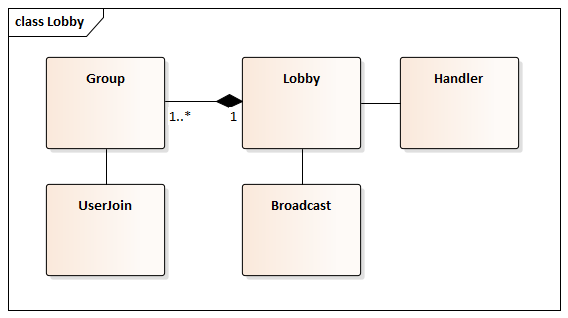 class Lobby
Group
Lobby
Handler
1..*
1
UserJoin
Broadcast